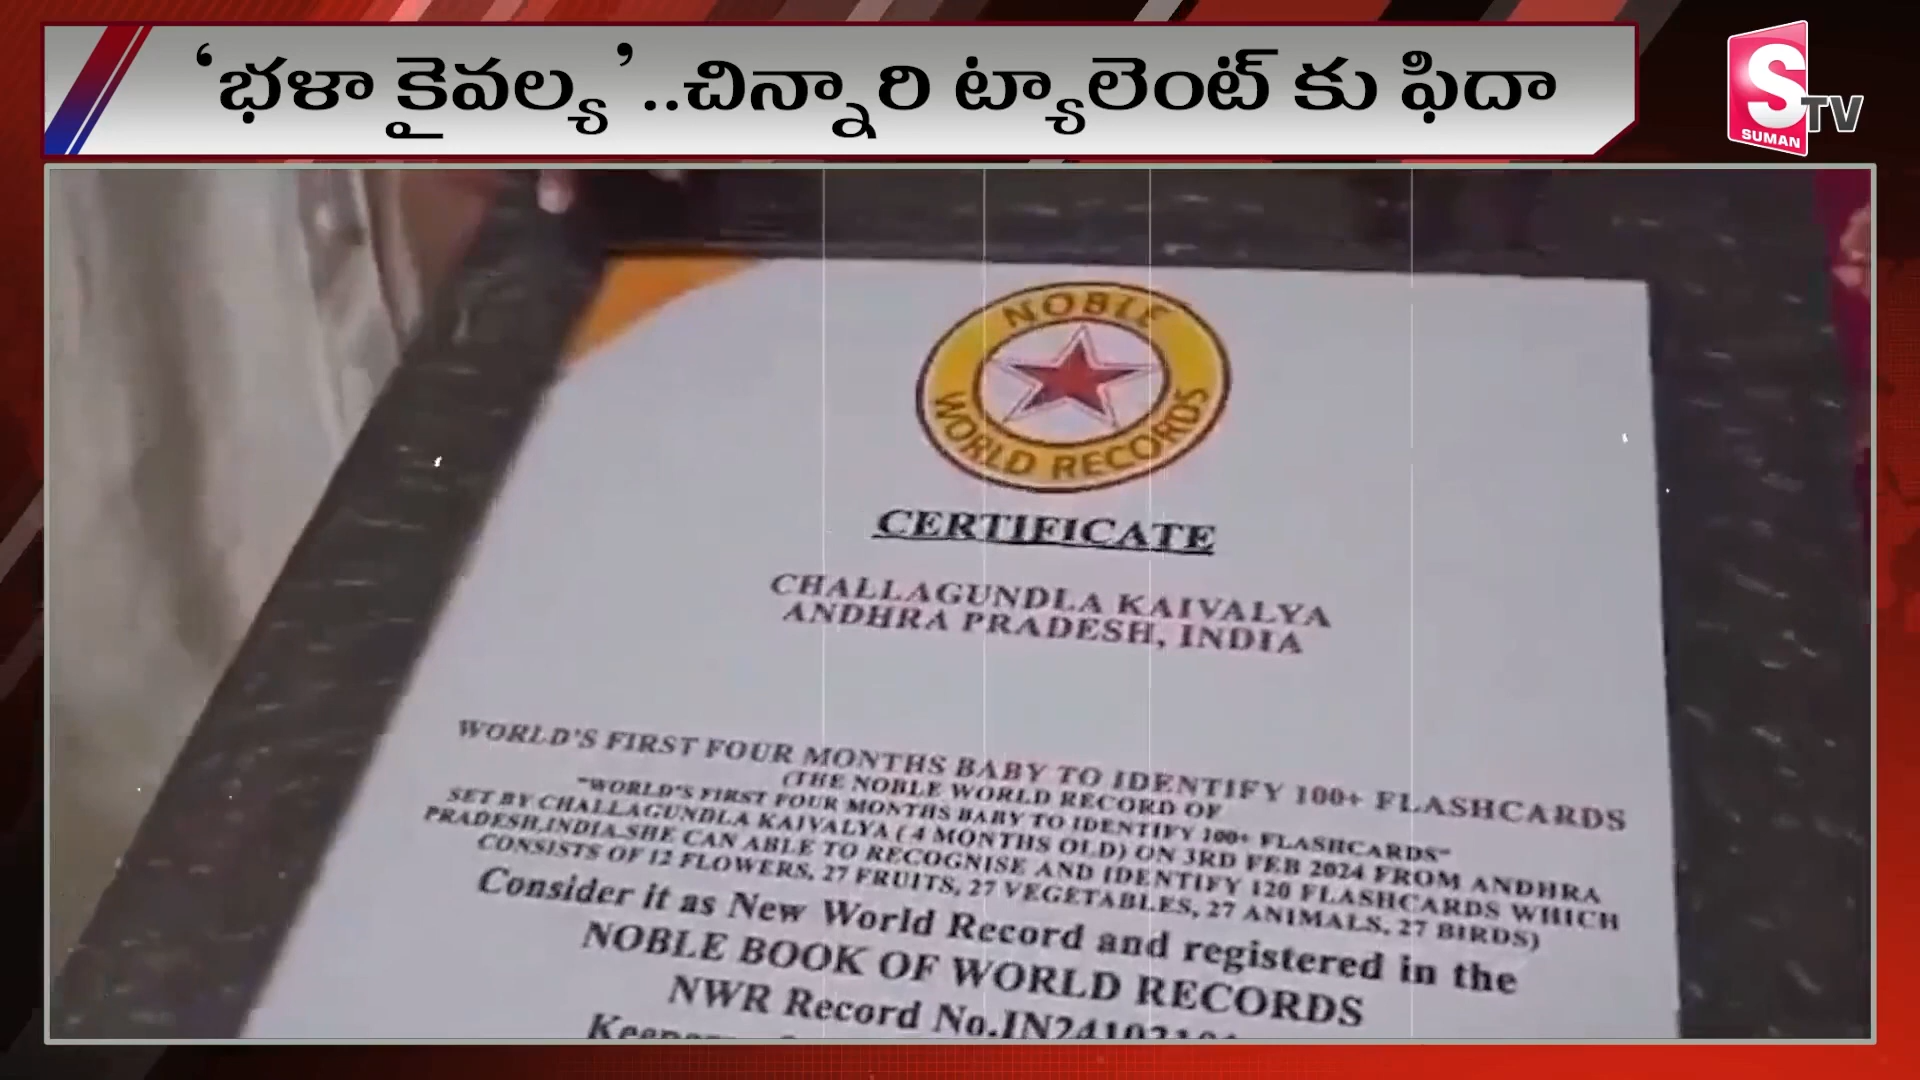 ‘భళా కైవల్య’..చిన్నారి ట్యాలెంట్ కు ఫిదా
S TV
SUMAN
NOBLE
WORLD RECORDS
CERTIFICATE
CHALLAGUNDLA KAIVALYA
ANDHRA PRADESH, INDIA
WORLD'S FIRST FOUR MONTHS BABY TO IDENTIFY 100+ FLASHCARDS
(THE NOBLE WORLD RECORD OF
"WORLD'S FIRST FOUR MONTHS BABY TO IDENTIFY 100+ FLASHCARDS"
SET BY CHALLAGUNDLA KAIVALYA ( 4 MONTHS OLD) ON 3RD FEB 2024 FROM ANDHRA
PRADESH,INDIA.SHE CAN ABLE TO RECOGNISE AND IDENTIFY 120 FLASHCARDS WHICH
CONSISTS OF 12 FLOWERS, 27 FRUITS, 27 VEGETABLES, 27 ANIMALS, 27 BIRDS)
Consider it as New World Record and registered in the
NOBLE BOOK OF WORLD RECORDS
NWR Record No.